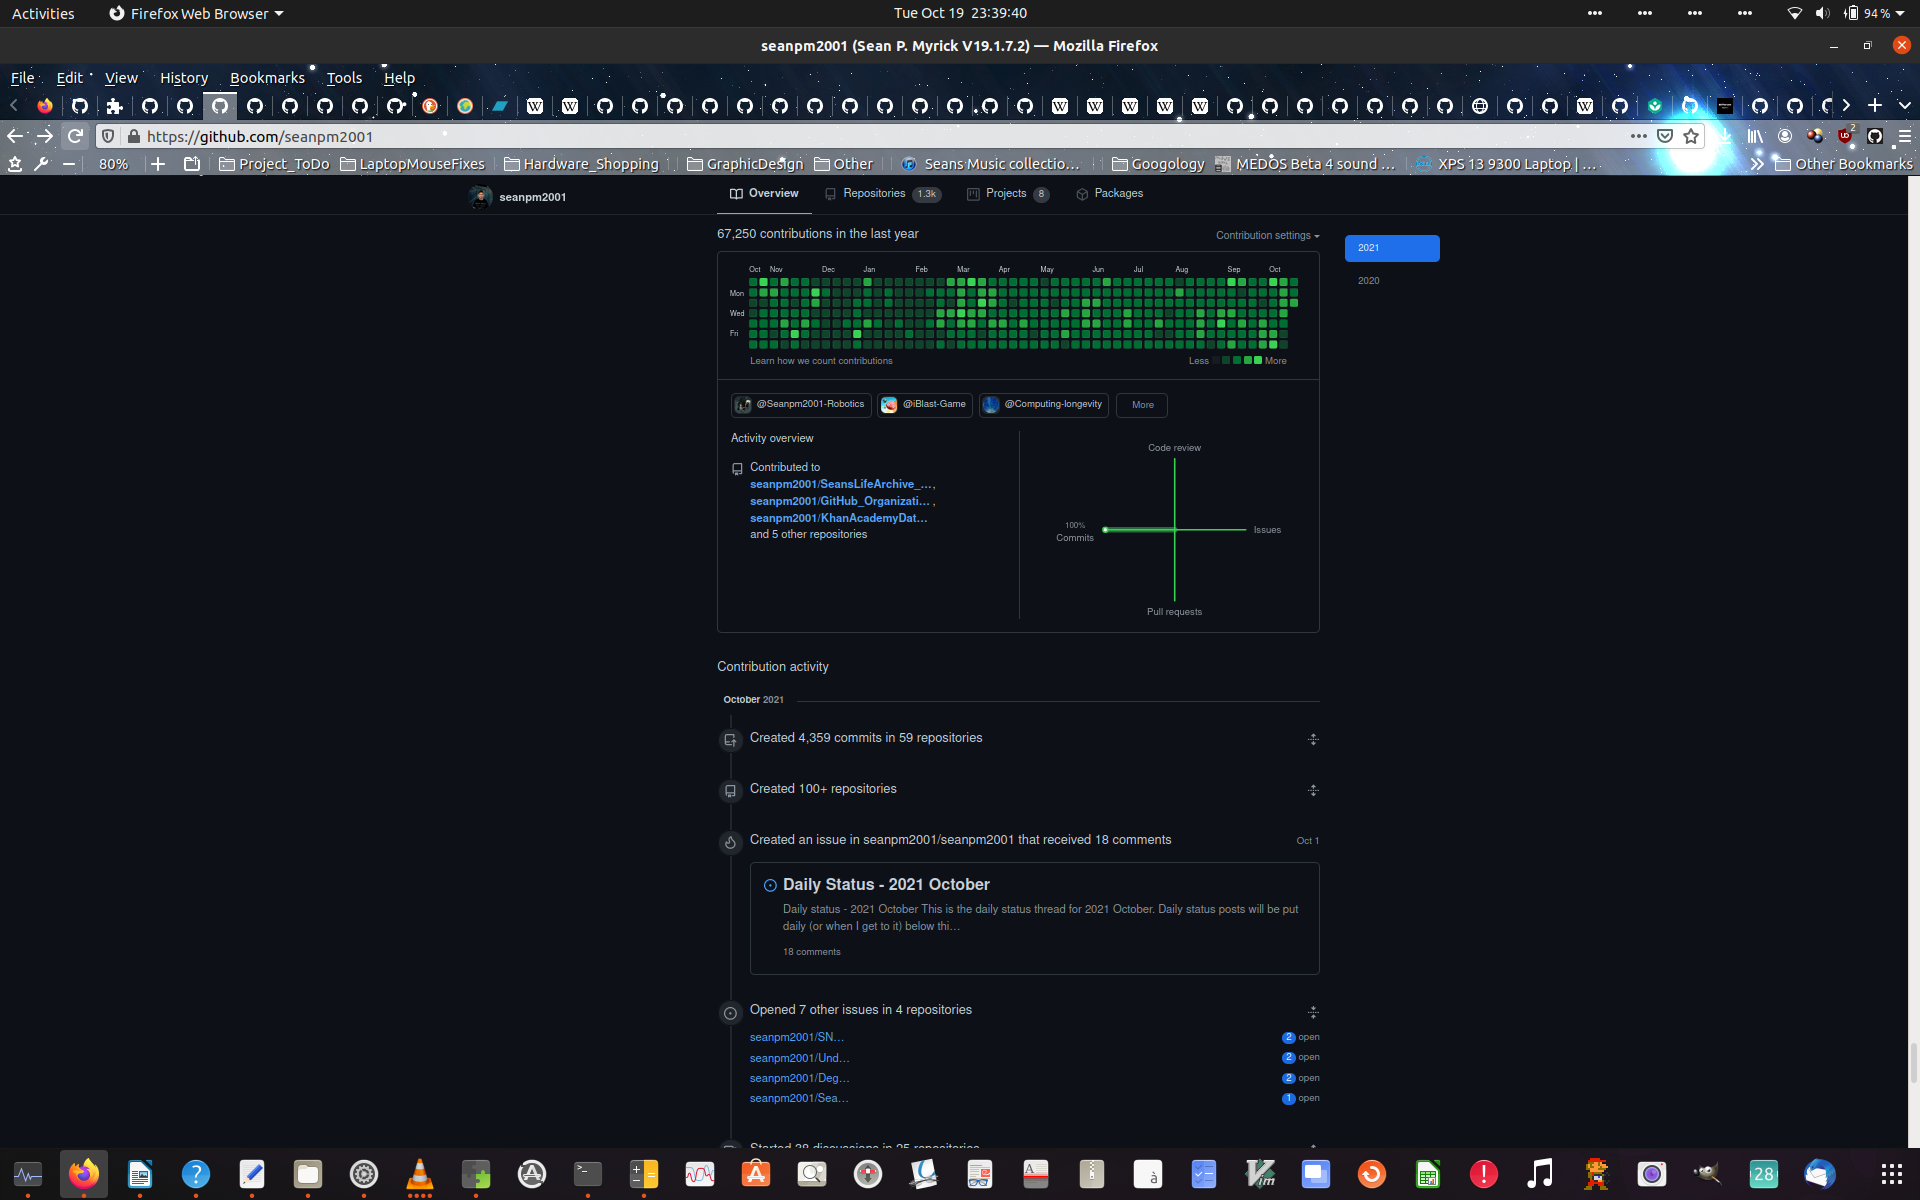 Activities Firefox Web Browser Tue Oct 19 23:39:40 94 %
seanpm2001 (Sean P. Myrick V19.1.7.2) — Mozilla Firefox
File Edit View History Bookmarks Tools Help
https://github.com/seanpm2001 2
80% Project_ToDo LaptopMouseFixes Hardware_Shopping GraphicDesign Other Seans Music collectio… Googology MEDOS Beta 4 sound … XPS 13 9300 Laptop | … Other Bookmarks
seanpm2001 Overview Repositories 1.3k Projects 8 Packages
67,250 contributions in the last year Contribution settings
2021
2020
Oct Nov Dec Jan Feb Mar Apr May Jun Jul Aug Sep Oct
Mon
Wed
Fri
Learn how we count contributions Less More
@Seanpm2001-Robotics @iBlast-Game @Computing-longevity More
Activity overview
Contributed to
seanpm2001/SeansLifeArchive_…,
seanpm2001/GitHub_Organizati… ,
seanpm2001/KhanAcademyDat…
and 5 other repositories
Code review
100%
Commits
Issues
Pull requests
Contribution activity
October 2021
Created 4,359 commits in 59 repositories
Created 100+ repositories
Created an issue in seanpm2001/seanpm2001 that received 18 comments Oct 1
Daily Status - 2021 October
Daily status - 2021 October This is the daily status thread for 2021 October. Daily status posts will be put
daily (or when I get to it) below thi…
18 comments
Opened 7 other issues in 4 repositories
seanpm2001/SN… 2 open
seanpm2001/Und… 2 open
seanpm2001/Deg… 2 open
seanpm2001/Sea… 1 open
Started 38 discussions in 25 repositories
28